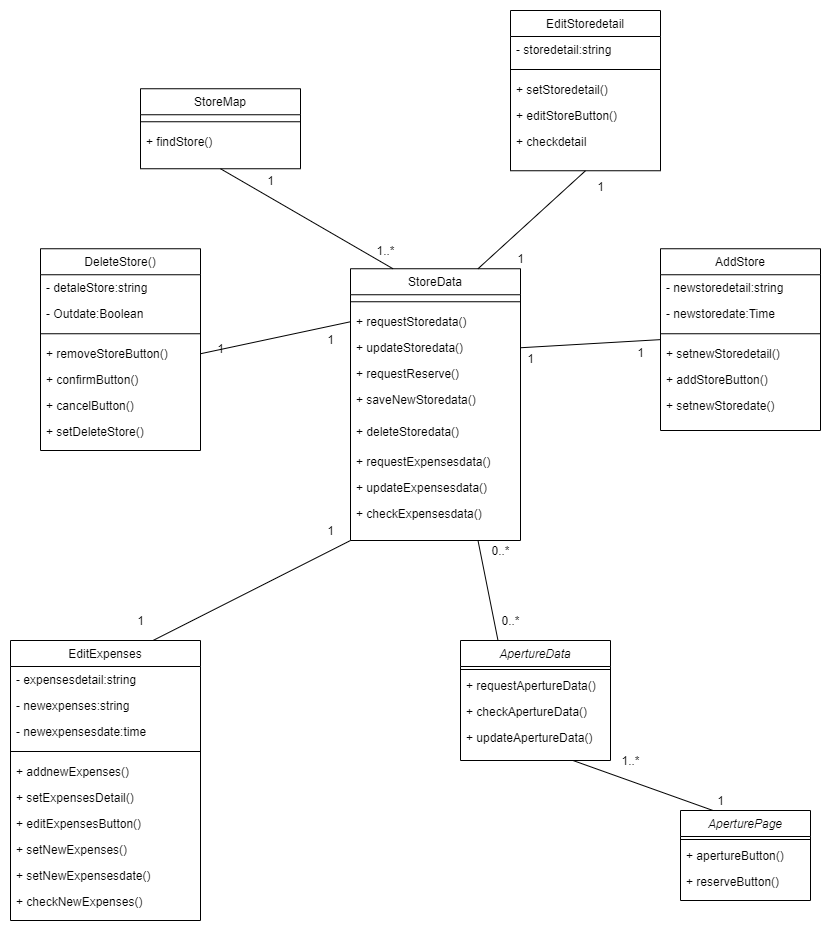 EditStoredetail
- storedetail:string
+ setStoredetail()
+ editStoreButton()
+ checkdetail
1
StoreMap
+ findStore()
1
1..*
1
DeleteStore()
- detaleStore:string
- Outdate:Boolean
+ removeStoreButton()
+ confirmButton()
+ cancelButton()
+ setDeleteStore()
1
1
StoreData
+ requestStoredata()
+ updateStoredata()
+ requestReserve()
+ saveNewStoredata()
+ deleteStoredata()
+ requestExpensesdata()
+ updateExpensesdata()
+ checkExpensesdata()
1
1
AddStore
- newstoredetail:string
- newstoredate:Time
+ setnewStoredetail()
+ addStoreButton()
+ setnewStoredate()
1
0..*
1
0..*
EditExpenses
- expensesdetail:string
- newexpenses:string
- newexpensesdate:time
+ addnewExpenses()
+ setExpensesDetail()
+ editExpensesButton()
+ setNewExpenses()
+ setNewExpensesdate()
+ checkNewExpenses()
ApertureData
+ requestApertureData()
+ checkApertureData()
+ updateApertureData()
1..*
1
AperturePage
+ apertureButton()
+ reserveButton()